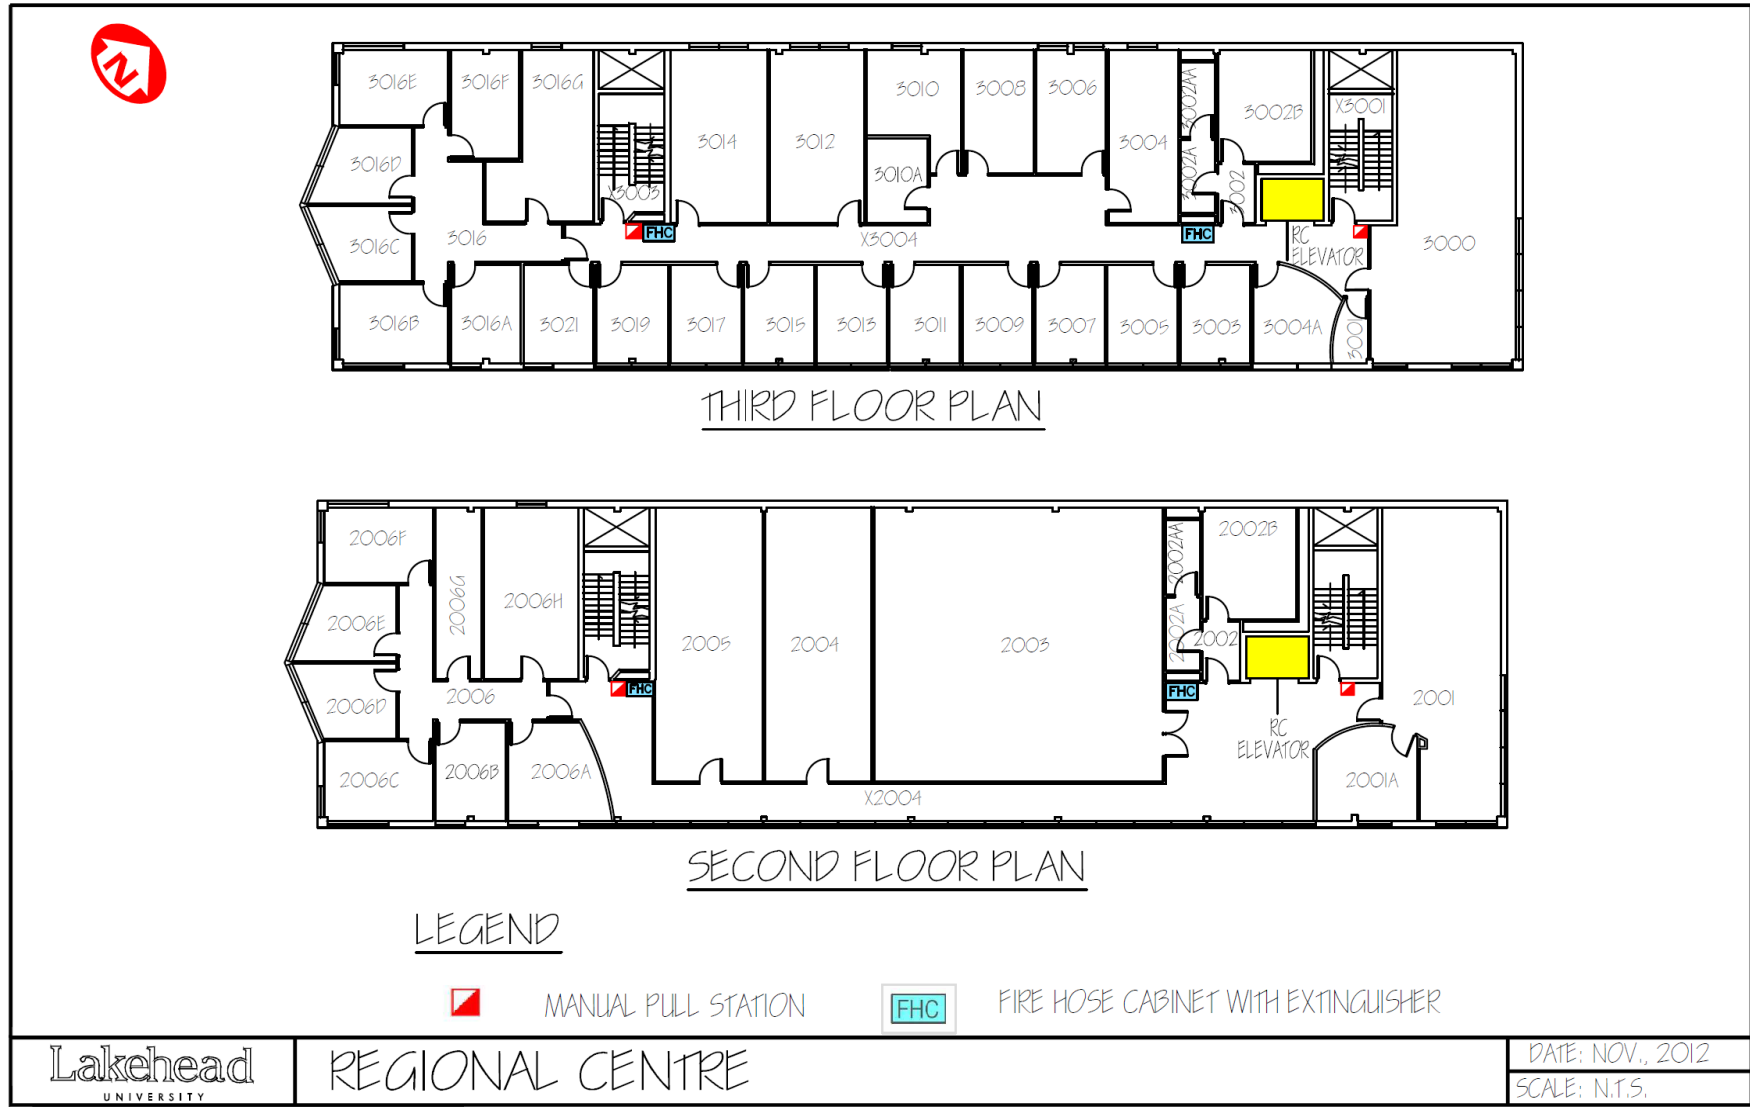 N
3016E
3016F
3016G
3014
3012
3010
3008
3006
3004
3002AA
3002B
X3001
3016D
3010A
3002A
3002
X3003
3016C
3016
FHC
X3004
FHC
RC
ELEVATOR
3000
3016B
3016A
3021
3019
3017
3015
3013
3011
3009
3007
3005
3003
3004A
3001
THIRD FLOOR PLAN
2006F
2006G
2006H
2005
2004
2003
2002AA
2002B
2006E
2002A
2002
2006D
2006
FHC
FHC
RC
ELEVATOR
2001
2006C
2006B
2006A
X2004
2001A
SECOND FLOOR PLAN
LEGEND
MANUAL PULL STATION
FHC
FIRE HOSE CABINET WITH EXTINGUISHER
Lakehead
UNIVERSITY
REGIONAL CENTRE
DATE: NOV., 2012
SCALE: N.T.S.